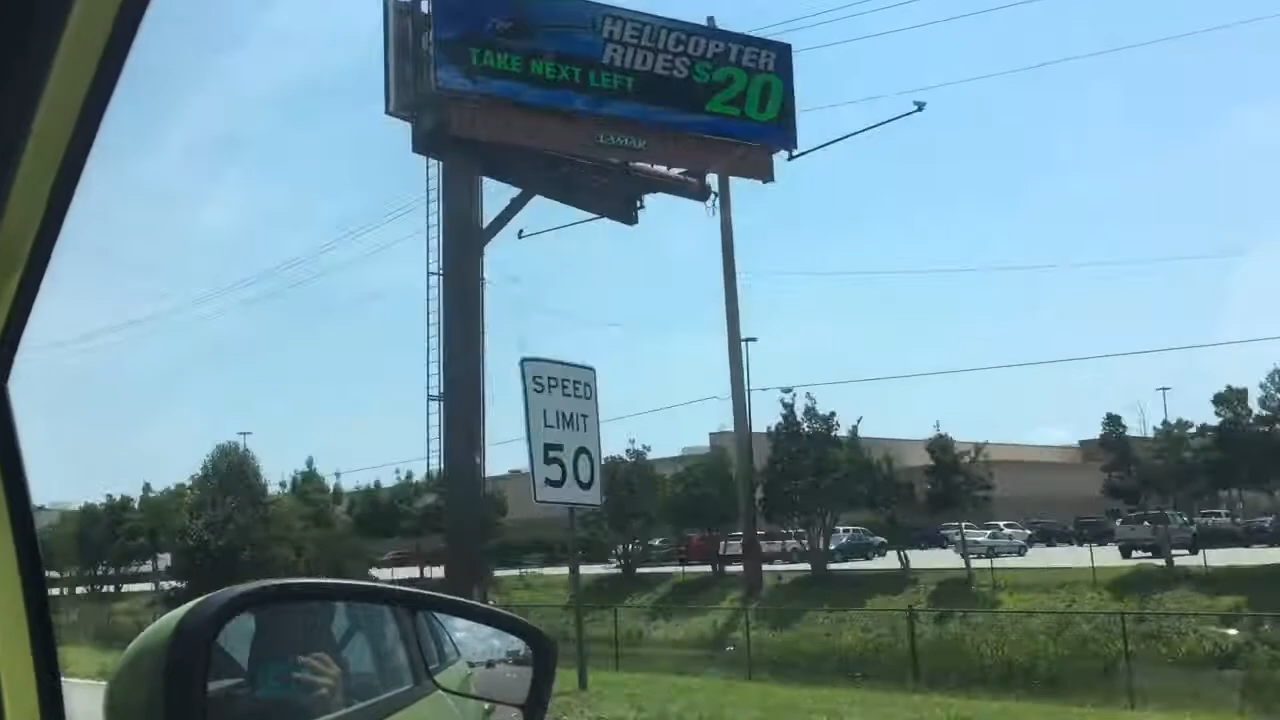 HELICOPTER
RIDES $20
TAKE NEXT LEFT
LAMAR
SPEED
LIMIT
50